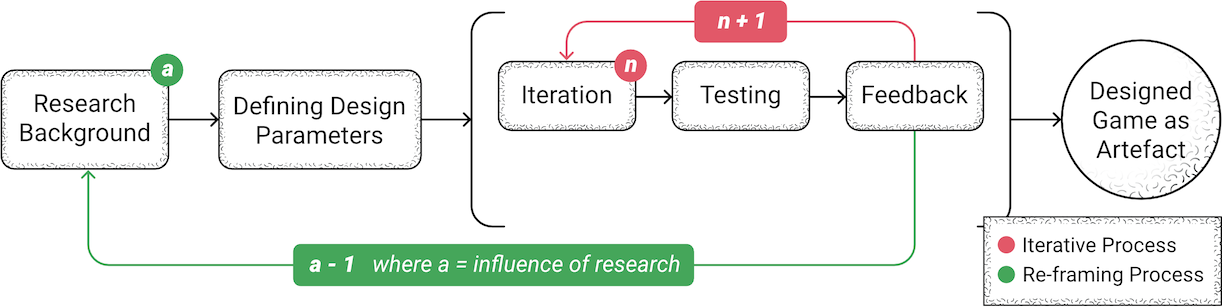 n + 1
a
n
Research
Background
Defining Design
Parameters
Iteration
Testing
Feedback
Designed
Game as
Artefact
a - 1 where a = influence of research
Iterative Process
Re-framing Process